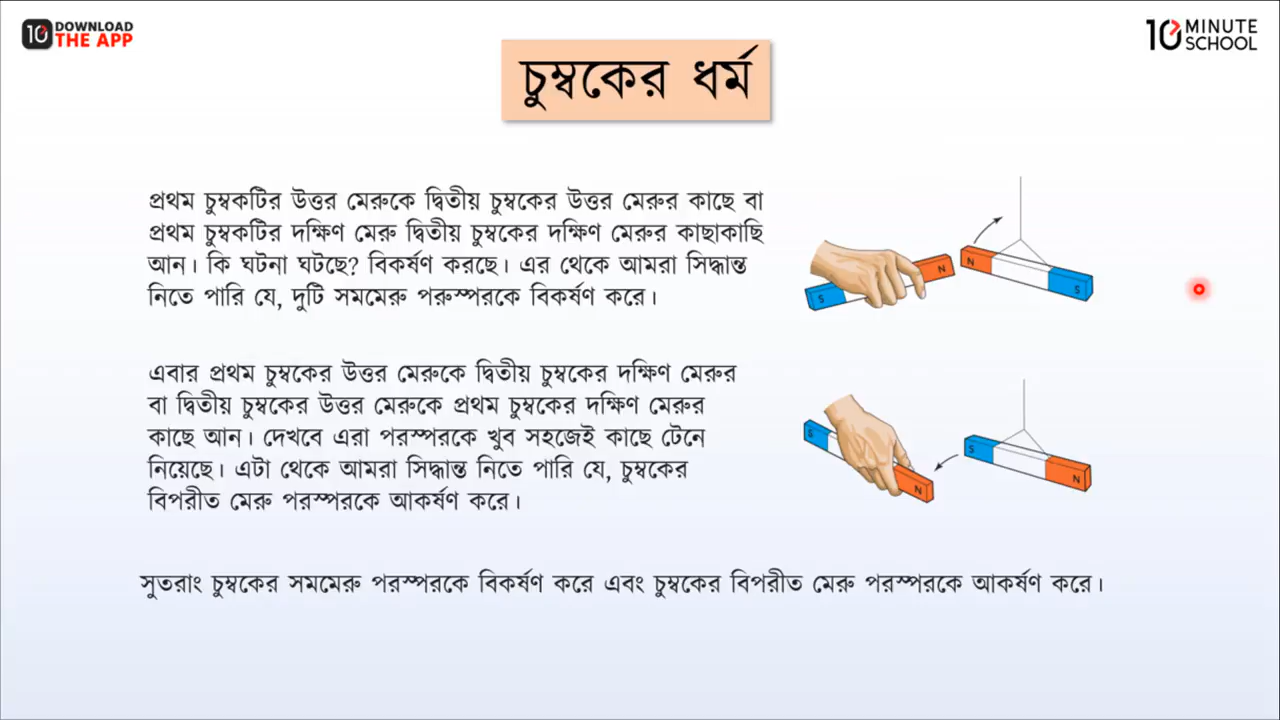 10 DOWNLOAD THE APP
10 MINUTE SCHOOL
চুম্বকের ধর্ম
প্রথম চুম্বকটির উত্তর মেরুকে দ্বিতীয় চুম্বকের উত্তর মেরুর কাছে বা
প্রথম চুম্বকটির দক্ষিণ মেরু দ্বিতীয় চুম্বকের দক্ষিণ মেরুর কাছাকাছি
আন। কি ঘটনা ঘটছে? বিকর্ষণ করছে। এর থেকে আমরা সিদ্ধান্ত
নিতে পারি যে, দুটি সমমেরু পরুস্পরকে বিকর্ষণ করে।
N
S
N
S
এবার প্রথম চুম্বকের উত্তর মেরুকে দ্বিতীয় চুম্বকের দক্ষিণ মেরুর
বা দ্বিতীয় চুম্বকের উত্তর মেরুকে প্রথম চুম্বকের দক্ষিণ মেরুর
কাছে আন। দেখবে এরা পরস্পরকে খুব সহজেই কাছে টেনে
নিয়েছে। এটা থেকে আমরা সিদ্ধান্ত নিতে পারি যে, চুম্বকের
বিপরীত মেরু পরস্পরকে আকর্ষণ করে।
S
N
S
N
সুতরাং চুম্বকের সমমেরু পরস্পরকে বিকর্ষণ করে এবং চুম্বকের বিপরীত মেরু পরস্পরকে আকর্ষণ করে।